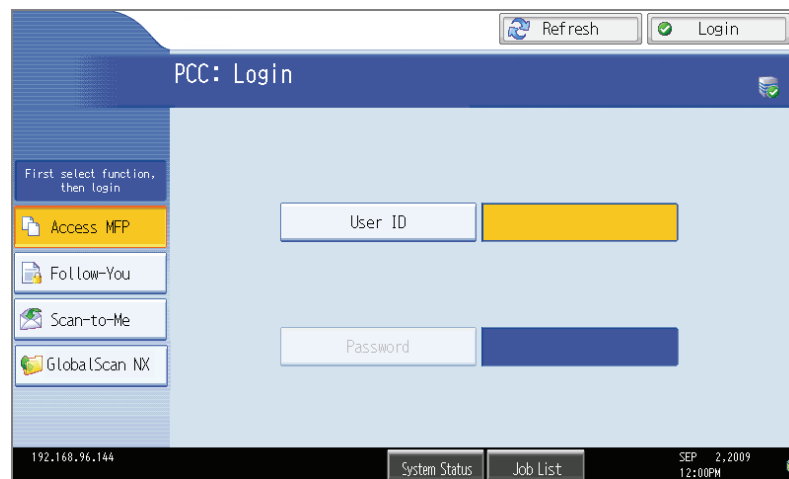 Refresh
Login
PCC: Login
First select function,
then login
Access MFP
User ID
Follow-You
Scan-to-Me
Password
GlobalScan NX
192.168.96.144
System Status
Job List
SEP 2,2009
12:00PM